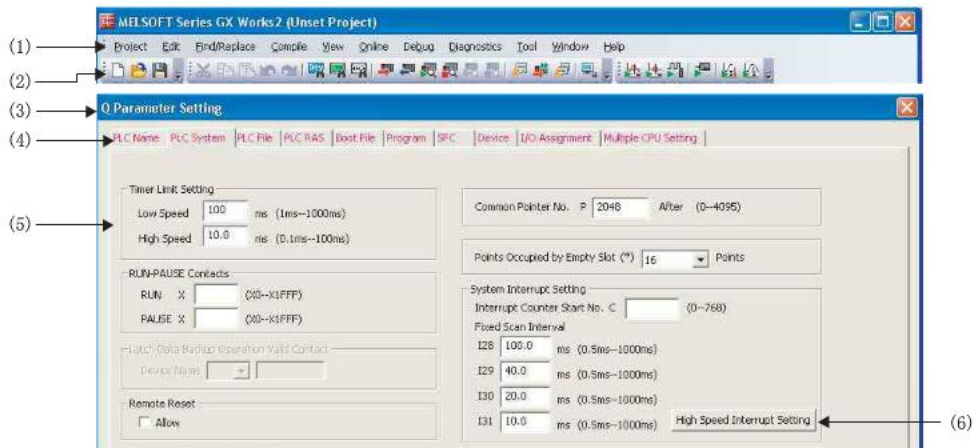 MELSOFT Series GX Works2 (Unset Project)
(1)
Project Edit Find/Replace Compile View Online Debug Diagnostics Tool Window Help
(2)
(3)
Q Parameter Setting
(4)
PLC Name PLC System PLC File PLC RAS Boot File Program SFC Device I/O Assignment Multiple CPU Setting
(5)
Timer Limit Setting
Low Speed 100 ms (1ms--1000ms)
High Speed 10.0 ms (0.1ms--100ms)
RUN-PAUSE Contacts
RUN X (X0--X1FFF)
PAUSE X (X0--X1FFF)
Latch Data Backup Operation Valid Contact
Device Name
Remote Reset
Allow
Common Pointer No. P 2048 After (0--4095)
Points Occupied by Empty Slot (*) 16 Points
System Interrupt Setting
Interrupt Counter Start No. C (0--768)
Fixed Scan Interval
I28 100.0 ms (0.5ms--1000ms)
I29 40.0 ms (0.5ms--1000ms)
I30 20.0 ms (0.5ms--1000ms)
I31 10.0 ms (0.5ms--1000ms) High Speed Interrupt Setting
(6)